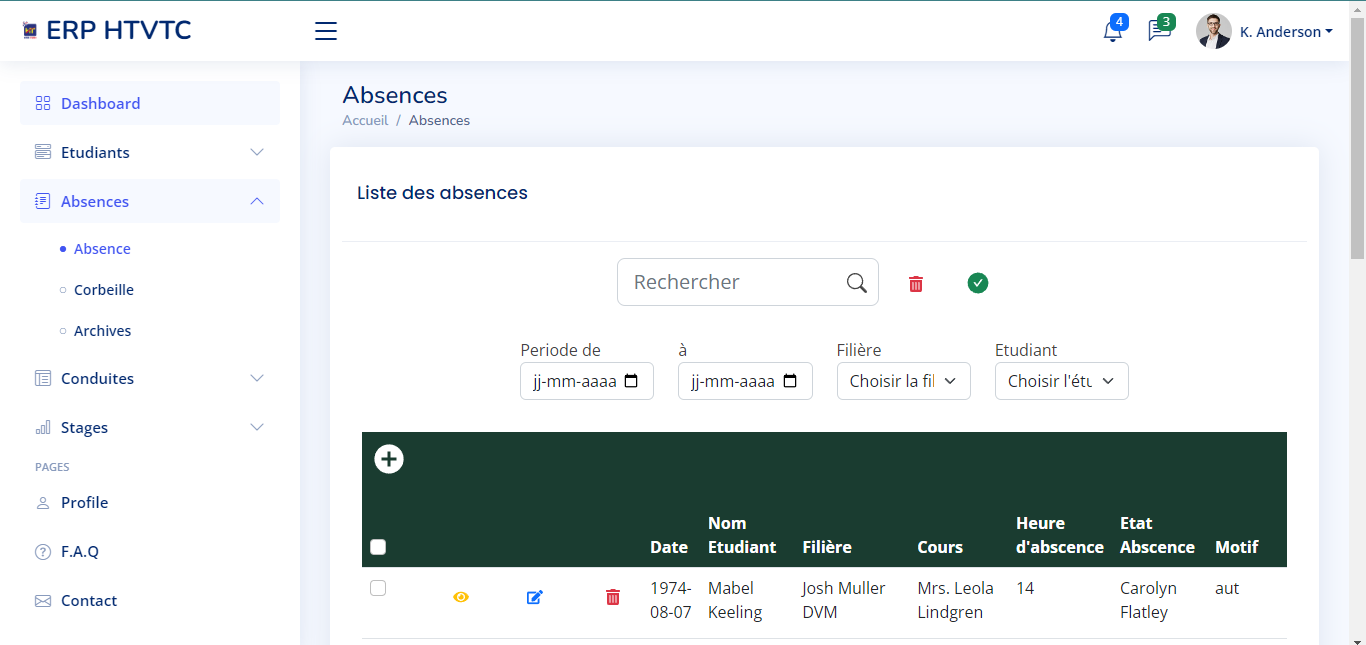 ERP HTVTC
4
3
K. Anderson
Dashboard
Etudiants
Absences
Absence
Corbeille
Archives
Conduites
Stages
PAGES
Profile
F.A.Q
Contact
Absences
Accueil / Absences
Liste des absences
Rechercher
Periode de
à
Filière
Etudiant
jj-mm-aaaa
jj-mm-aaaa
Choisir la fil
Choisir l'étu
Date
Nom
Etudiant
Filière
Cours
Heure
d'abscence
Etat
Abscence
Motif
1974-
08-07
Mabel
Keeling
Josh Muller
DVM
Mrs. Leola
Lindgren
14
Carolyn
Flatley
aut